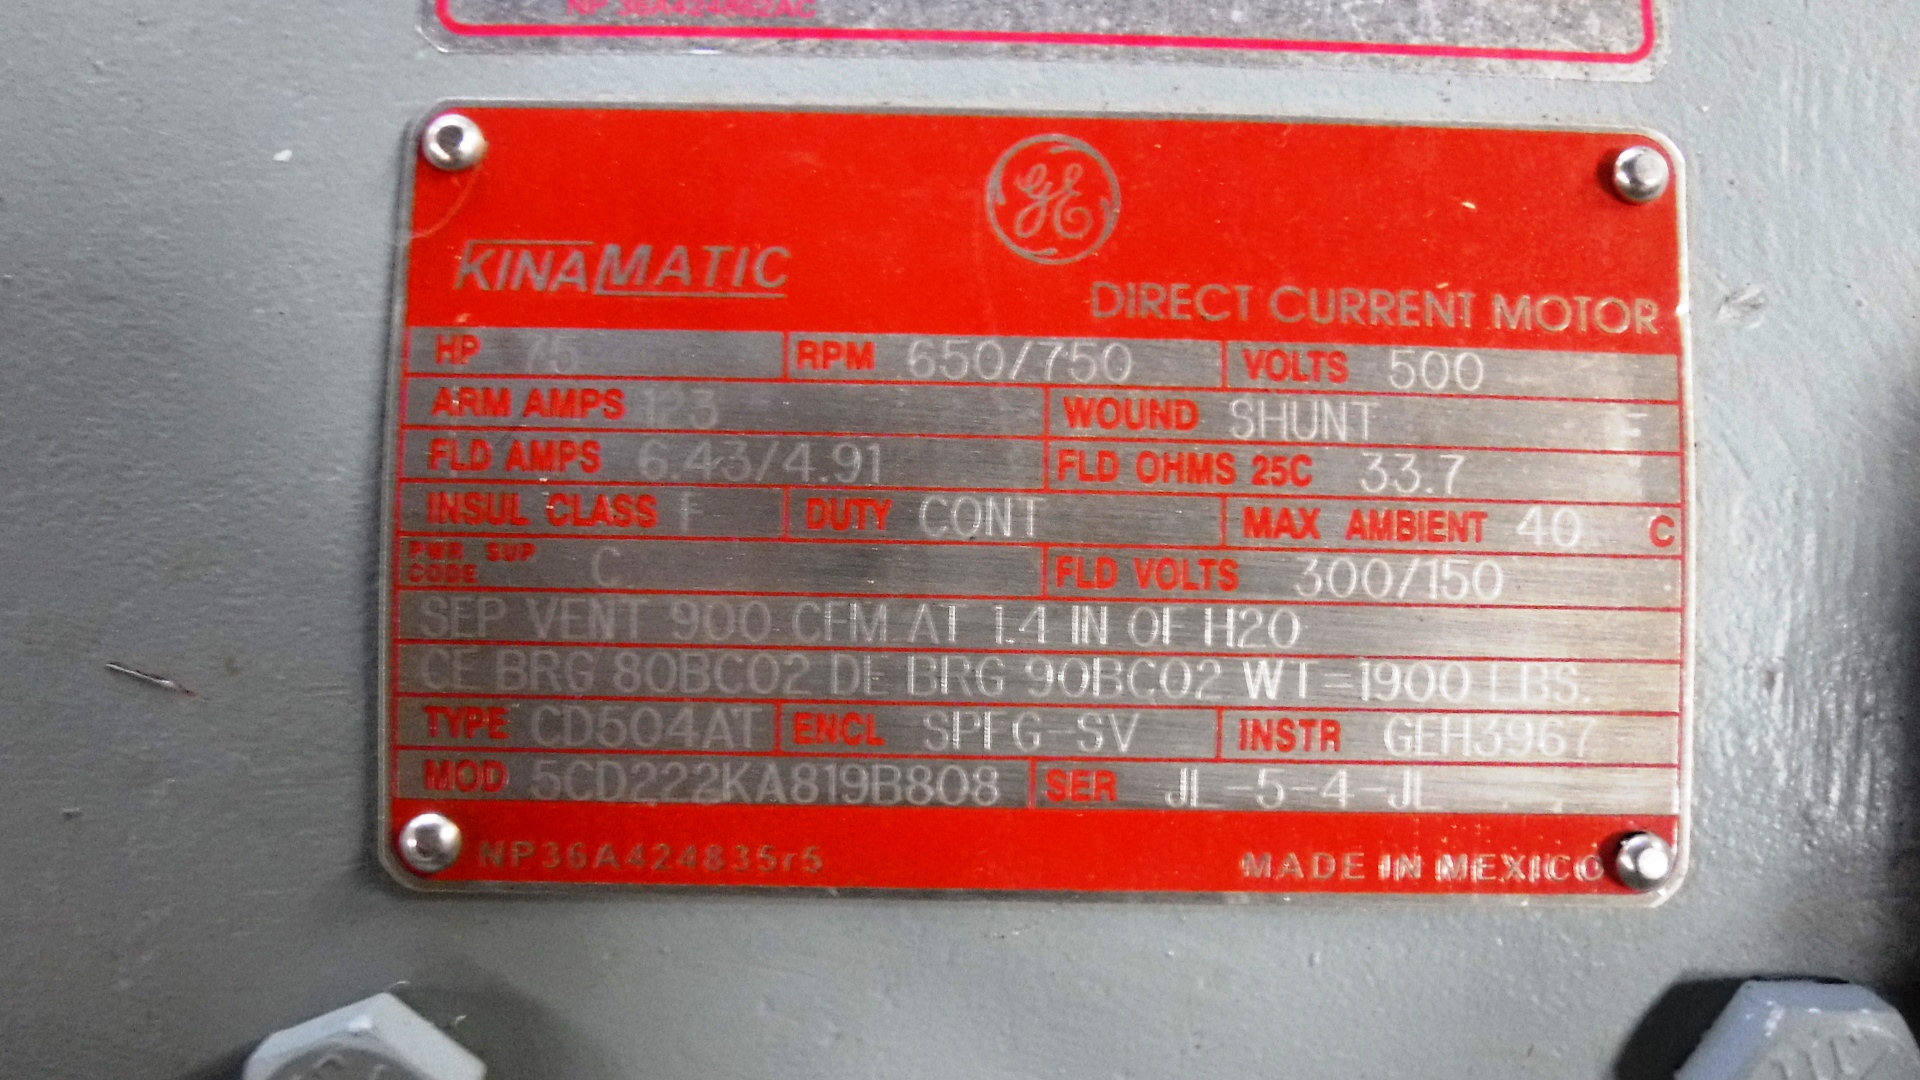 NP 36A424862AC
GE
KINAMATIC
DIRECT CURRENT MOTOR
HP 75 RPM 650/750 VOLTS 500
ARM AMPS 123 WOUND SHUNT
FLD AMPS 6.43/4.91 FLD OHMS 25C 33.7
INSUL CLASS F DUTY CONT MAX AMBIENT 40 C
PWR SUP CODE C FLD VOLTS 300/150
SEP VENT 900 CFM AT 1.4 IN OF H2O
CE BRG 80BC02 DE BRG 90BC02 WT=1900 LBS.
TYPE CD504AT ENCL SPFG-SV INSTR GEH3967
MOD 5CD222KA819B808 SER JL-5-4-JL
NP36A424835r5 MADE IN MEXICO